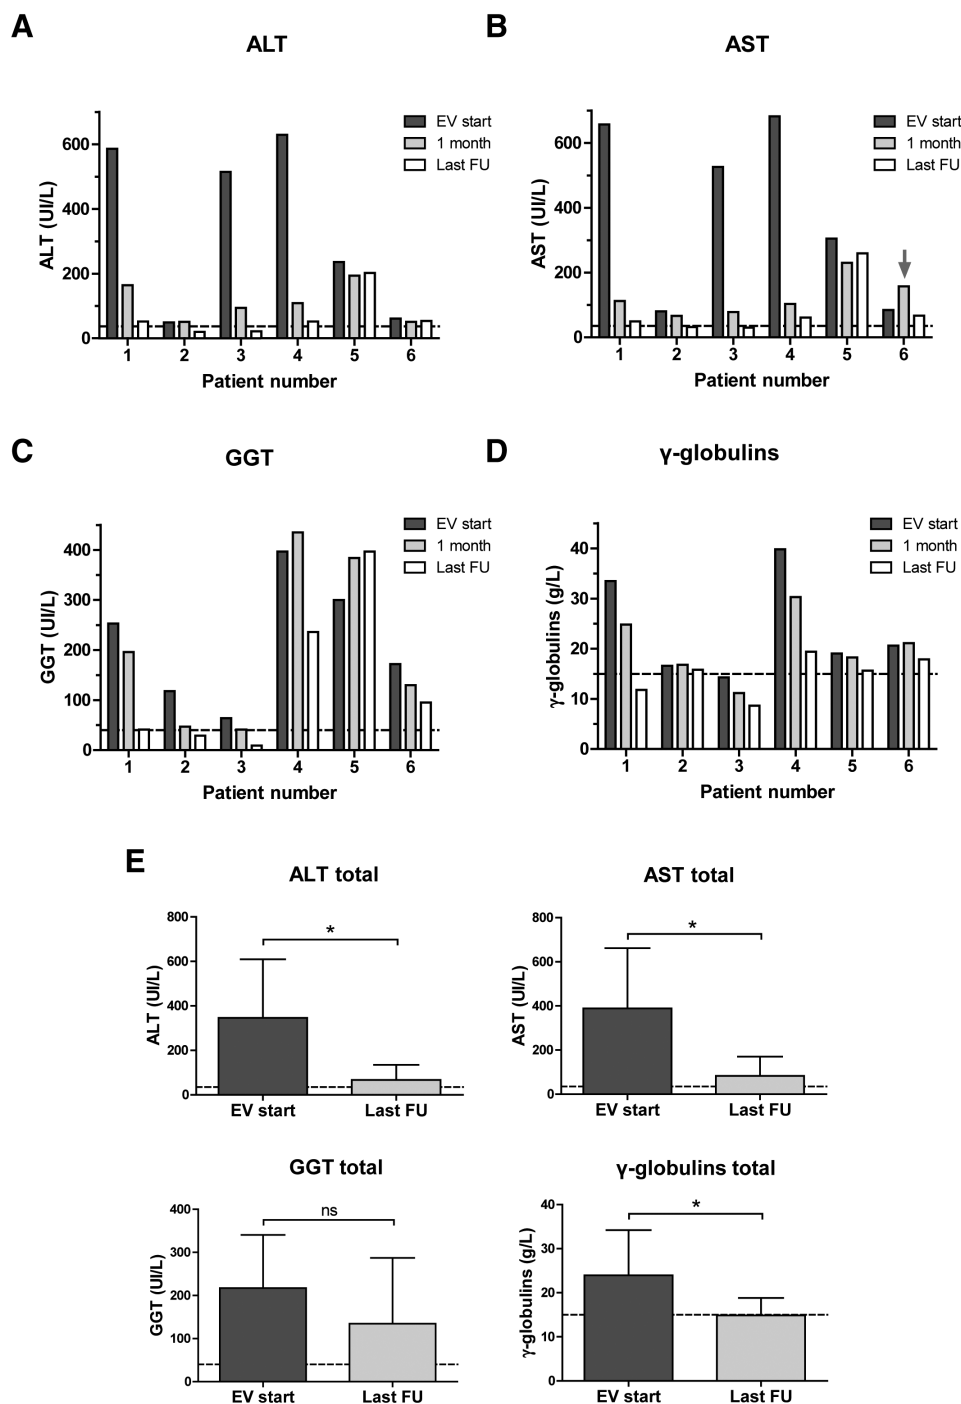 A
ALT
EV start
1 month
Last FU
ALT (UI/L)
600
400
200
0
1 2 3 4 5 6
Patient number
B
AST
EV start
1 month
Last FU
AST (UI/L)
600
400
200
0
1 2 3 4 5 6
Patient number
C
GGT
EV start
1 month
Last FU
GGT (UI/L)
400
300
200
100
0
1 2 3 4 5 6
Patient number
D
γ-globulins
EV start
1 month
Last FU
γ-globulins (g/L)
40
30
20
10
0
1 2 3 4 5 6
Patient number
E
ALT total
ALT (UI/L)
800
600
400
200
0
*
EV start Last FU
AST total
AST (UI/L)
800
600
400
200
0
*
EV start Last FU
GGT total
GGT (UI/L)
400
300
200
100
0
ns
EV start Last FU
γ-globulins total
γ-globulins (g/L)
40
30
20
10
0
*
EV start Last FU